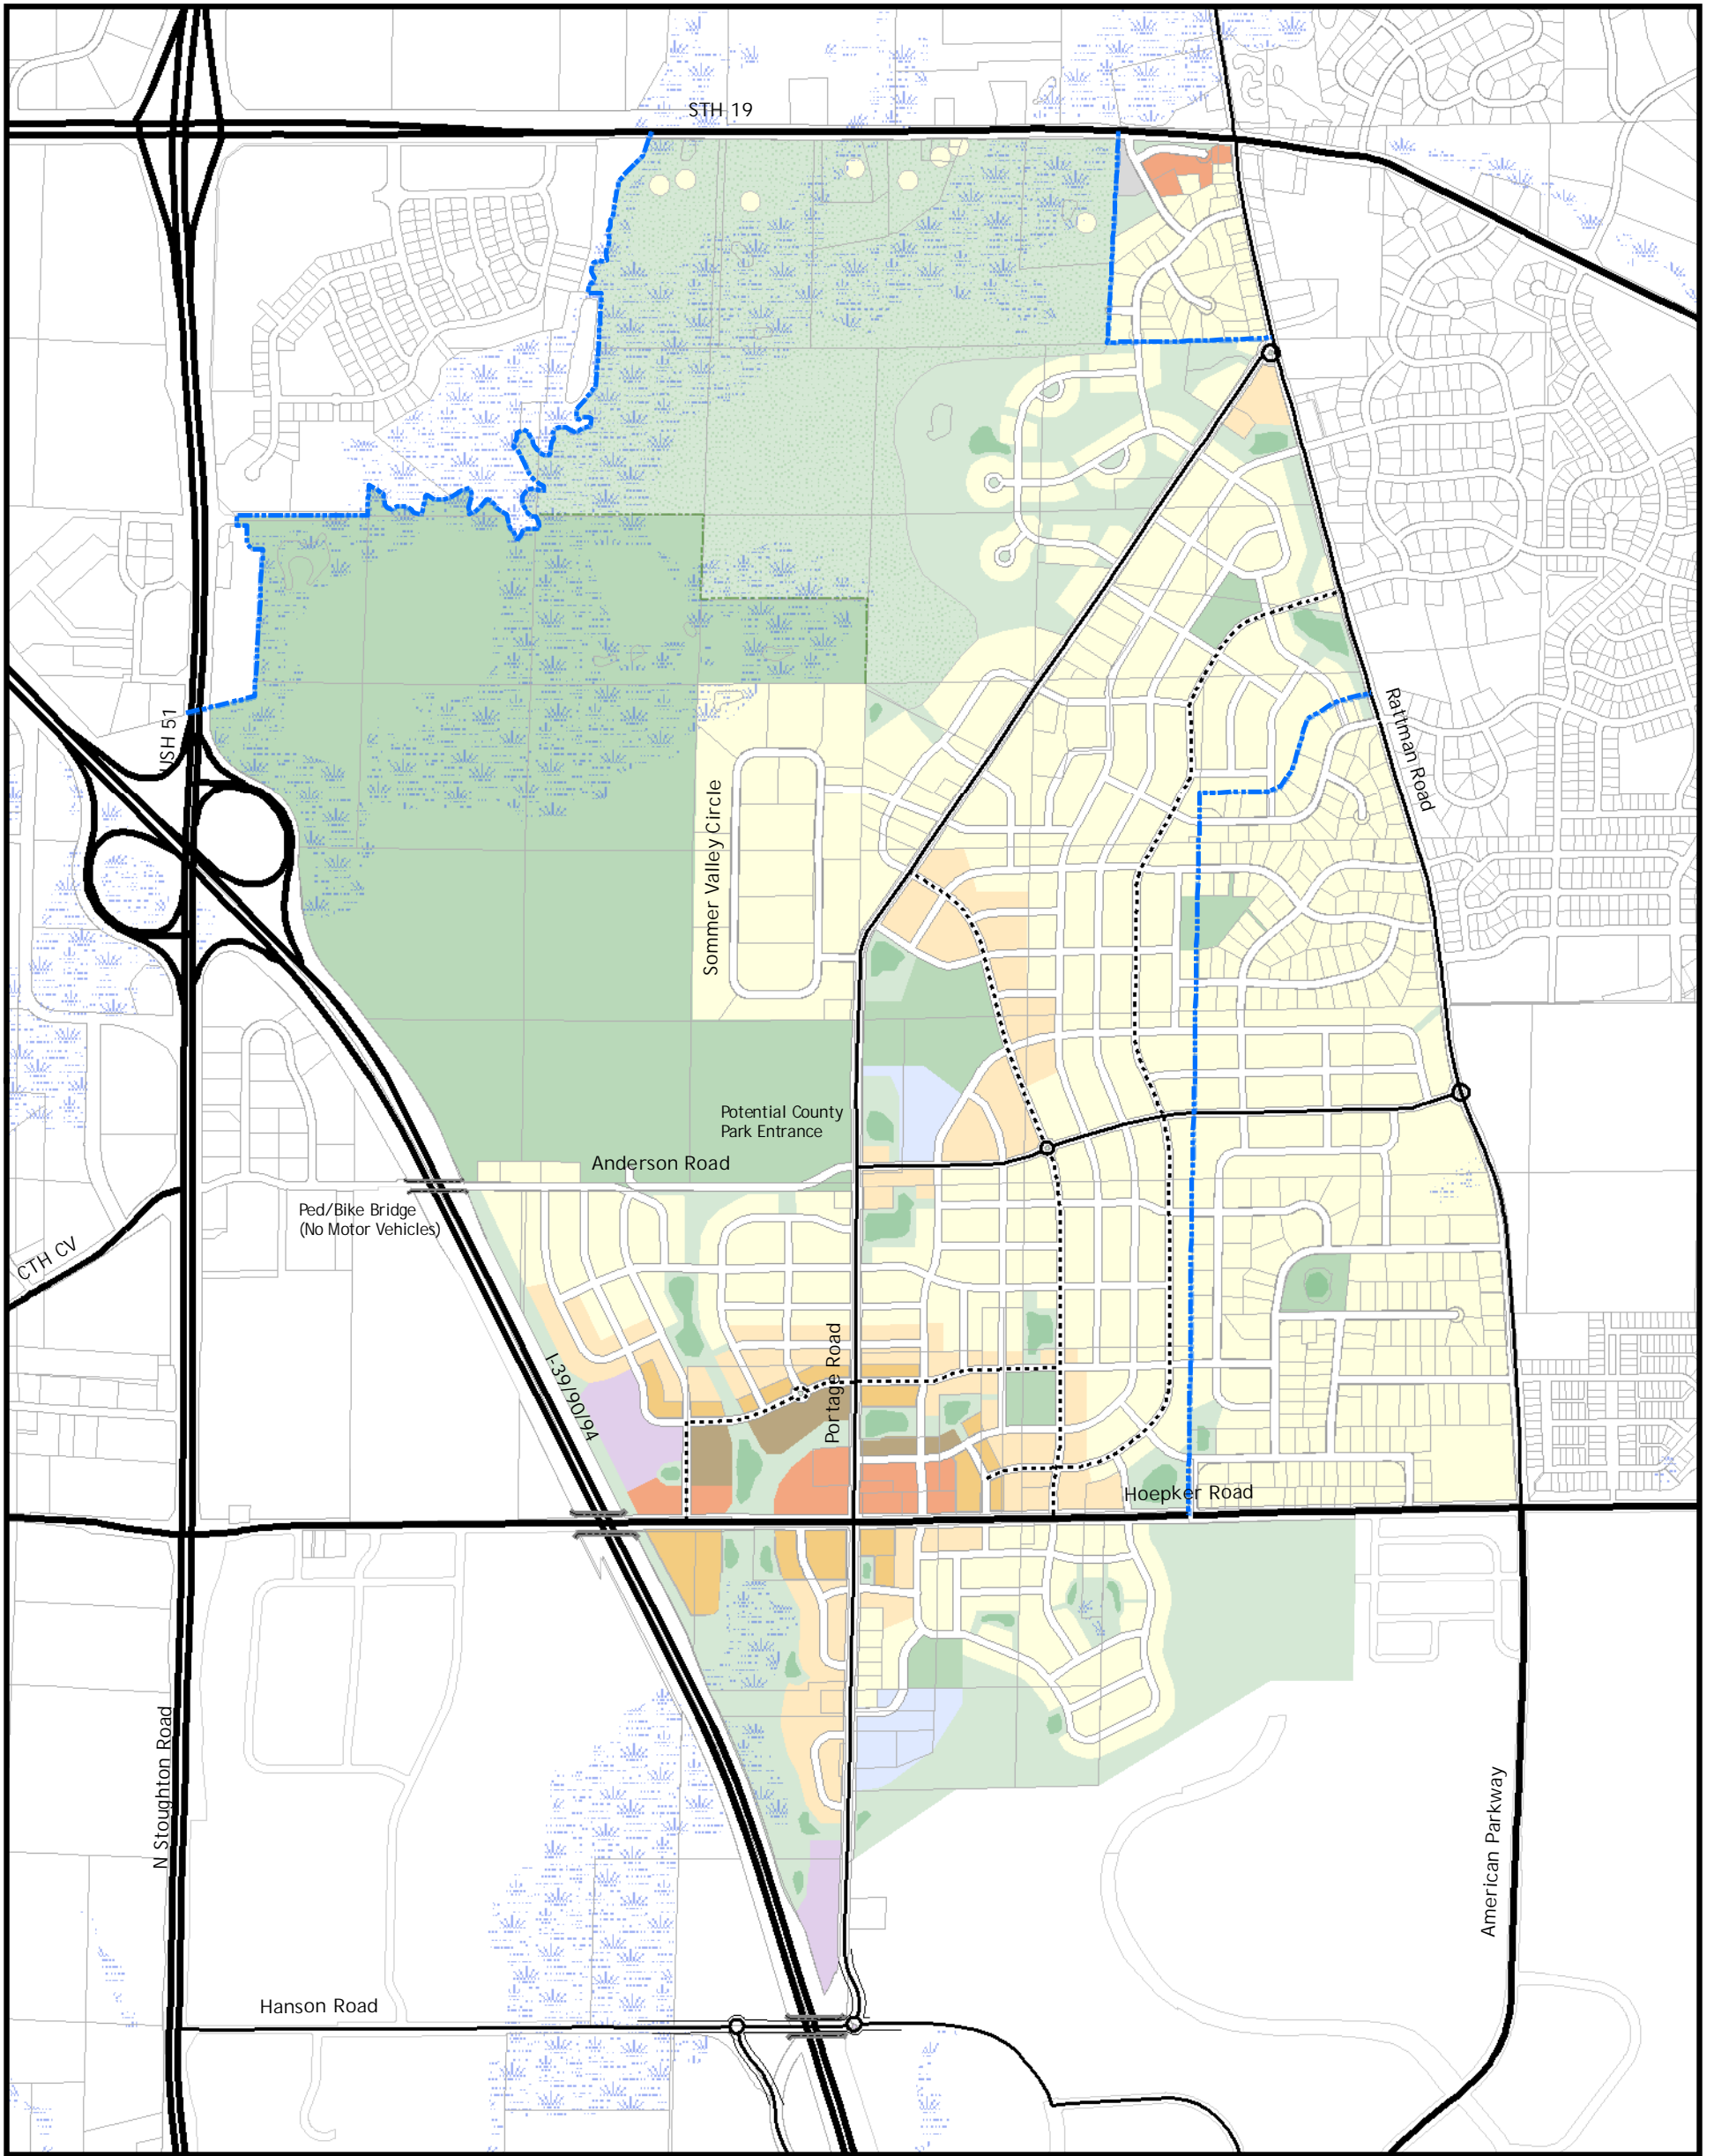 STH 19
USH 51
Rattman Road
Sommer Valley Circle
Potential County
Park Entrance
Anderson Road
Ped/Bike Bridge
(No Motor Vehicles)
CTH CV
I-39/90/94
Portage Road
Hoepker Road
N Stoughton Road
American Parkway
Hanson Road